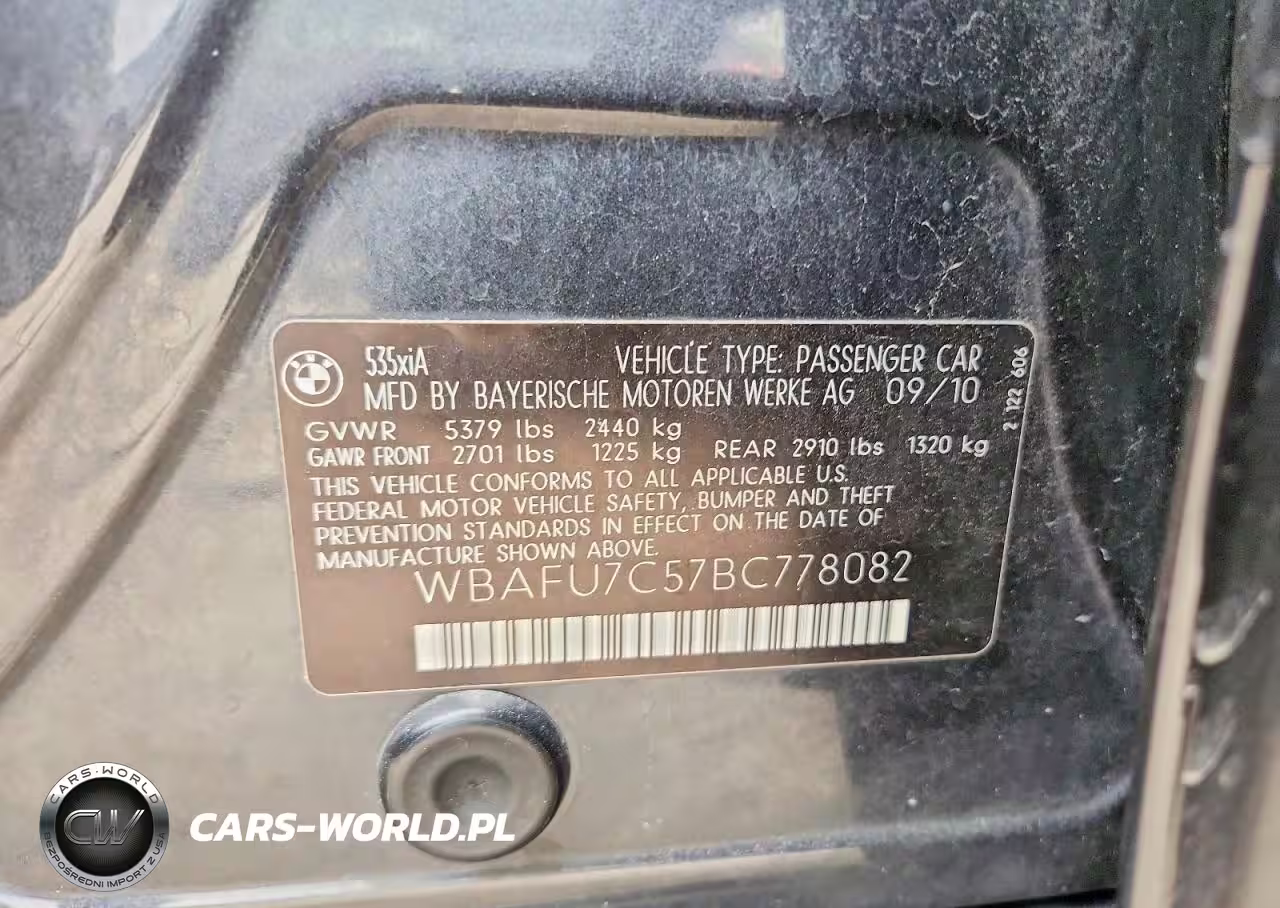 535xiA VEHICLE TYPE: PASSENGER CAR
MFD BY BAYERISCHE MOTOREN WERKE AG 09/10
GVWR 5379 lbs 2440 kg
GAWR FRONT 2701 lbs 1225 kg REAR 2910 lbs 1320 kg
THIS VEHICLE CONFORMS TO ALL APPLICABLE U.S.
FEDERAL MOTOR VEHICLE SAFETY, BUMPER AND THEFT
PREVENTION STANDARDS IN EFFECT ON THE DATE OF
MANUFACTURE SHOWN ABOVE.
WBAFU7C57BC778082
2 122 606
CARS-WORLD
CW
BEZPOŚREDNI IMPORT Z USA
CARS-WORLD.PL